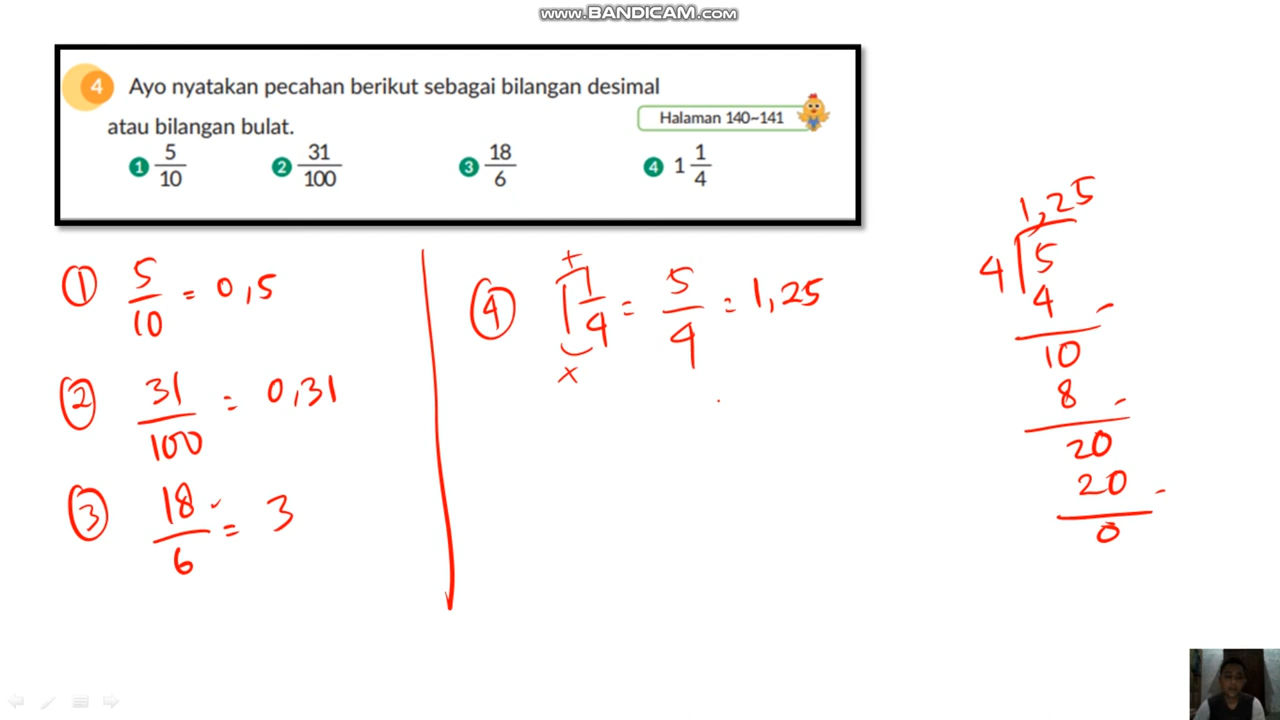 www.BANDICAM.com
4 Ayo nyatakan pecahan berikut sebagai bilangan desimal
atau bilangan bulat.
Halaman 140~141
1 5/10 2 31/100 3 18/6 4 1 1/4
1 5/10 = 0,5
2 31/100 = 0,31
3 18/6 = 3
+
4 1 1/4 = 5/4 = 1,25
x
1,25
4 5
4 -
10
8 -
20
20 -
0